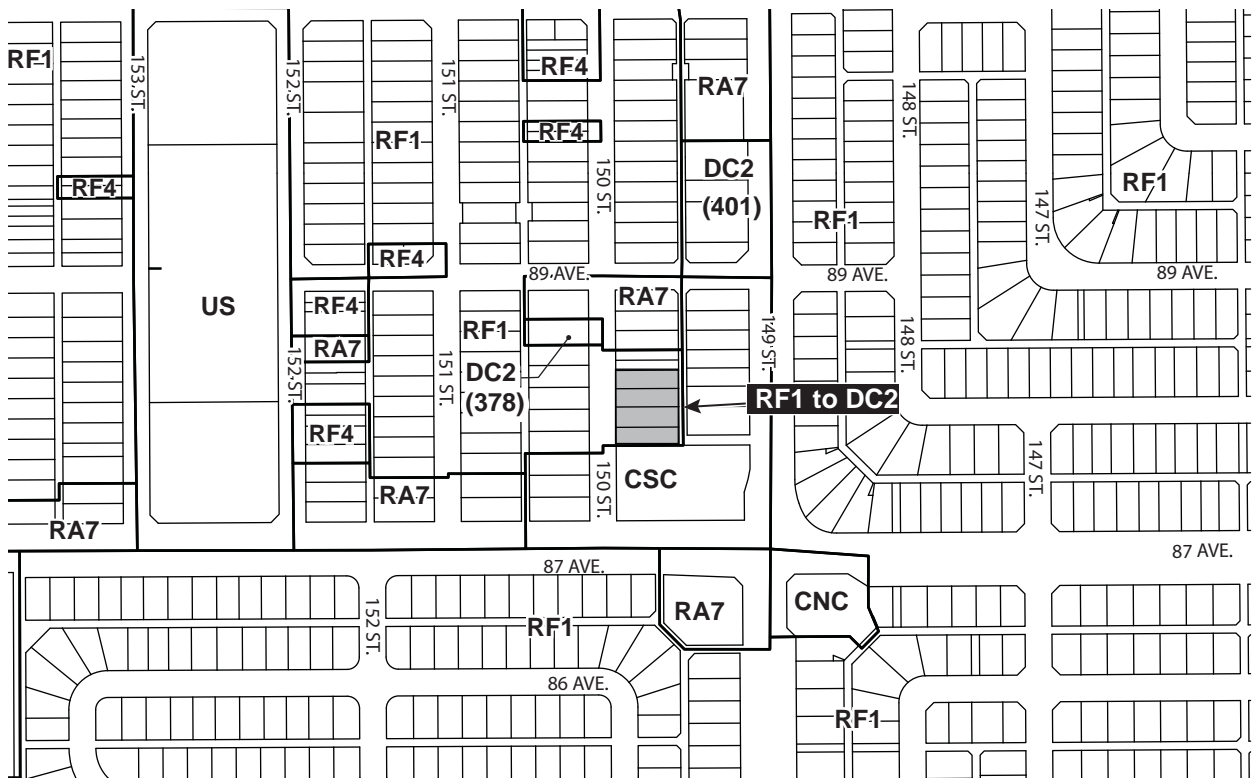 RF1
153 ST.
152 ST.
151 ST.
RF4
RA7
148 ST.
RF1
RF4
150 ST.
DC2
(401)
RF4
RF1
147 ST.
RF1
RF4
89 AVE.
89 AVE.
89 AVE.
US
RF4
RA7
RF1
149 ST.
148 ST.
RA7
152 ST.
151 ST.
DC2
(378)
RF1 to DC2
RF4
CSC
150 ST.
147 ST.
RA7
RA7
87 AVE.
87 AVE.
152 ST.
RF1
RA7
CNC
86 AVE.
RF1